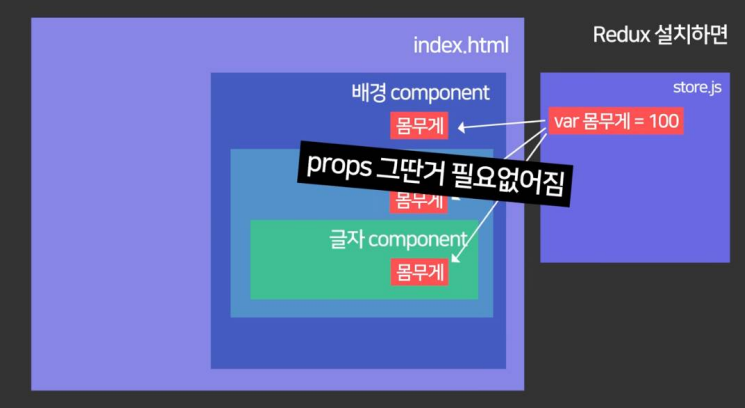 Redux 설치하면
index.html
store.js
배경 component
몸무게
var 몸무게 = 100
props 그딴거 필요없어짐
몸무게
글자 component
몸무게